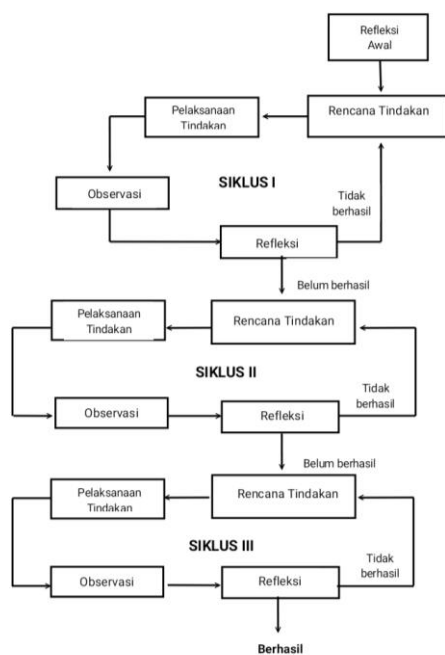 Refleksi
Awal
Rencana Tindakan
Pelaksanaan
Tindakan
Observasi
SIKLUS I
Tidak
berhasil
Refleksi
Belum berhasil
Rencana Tindakan
Pelaksanaan
Tindakan
SIKLUS II
Observasi
Refleksi
Tidak
berhasil
Belum berhasil
Rencana Tindakan
Pelaksanaan
Tindakan
SIKLUS III
Observasi
Refleksi
Tidak
berhasil
Berhasil